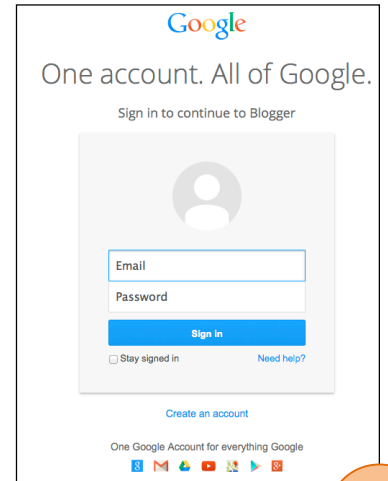 Google
One account. All of Google.
Sign in to continue to Blogger
Email
Password
Sign in
Stay signed in Need help?
Create an account
One Google Account for everything Google